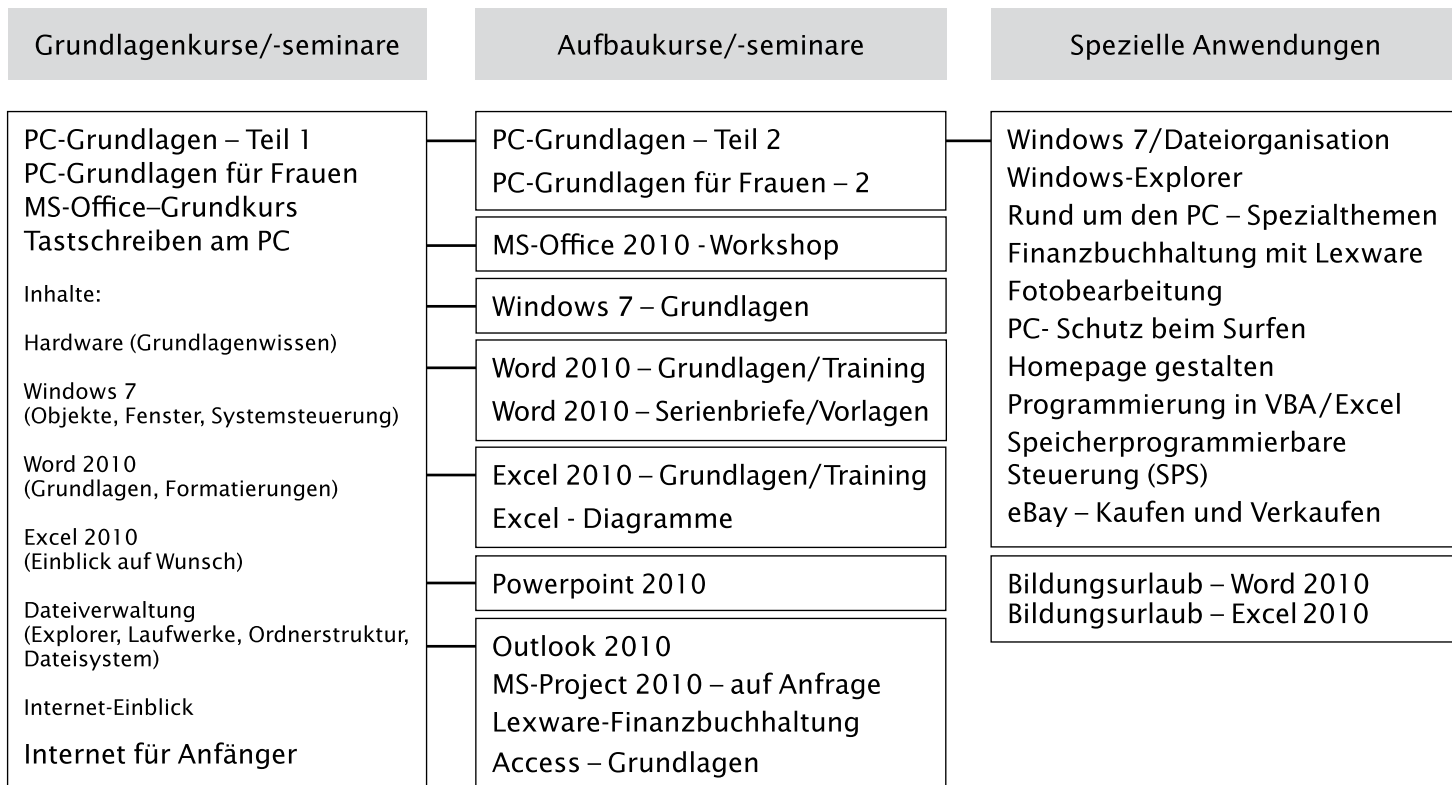 Grundlagenkurse/-seminare
Aufbaukurse/-seminare
Spezielle Anwendungen
PC-Grundlagen – Teil 1
PC-Grundlagen für Frauen
MS-Office–Grundkurs
Tastschreiben am PC
Inhalte:
Hardware (Grundlagenwissen)
Windows 7
(Objekte, Fenster, Systemsteuerung)
Word 2010
(Grundlagen, Formatierungen)
Excel 2010
(Einblick auf Wunsch)
Dateiverwaltung
(Explorer, Laufwerke, Ordnerstruktur,
Dateisystem)
Internet-Einblick
Internet für Anfänger
PC-Grundlagen – Teil 2
PC-Grundlagen für Frauen – 2
MS-Office 2010 - Workshop
Windows 7 – Grundlagen
Word 2010 – Grundlagen/Training
Word 2010 – Serienbriefe/Vorlagen
Excel 2010 – Grundlagen/Training
Excel - Diagramme
Powerpoint 2010
Outlook 2010
MS-Project 2010 – auf Anfrage
Lexware-Finanzbuchhaltung
Access – Grundlagen
Windows 7/Dateiorganisation
Windows-Explorer
Rund um den PC – Spezialthemen
Finanzbuchhaltung mit Lexware
Fotobearbeitung
PC- Schutz beim Surfen
Homepage gestalten
Programmierung in VBA/Excel
Speicherprogrammierbare
Steuerung (SPS)
eBay – Kaufen und Verkaufen
Bildungsurlaub – Word 2010
Bildungsurlaub – Excel 2010